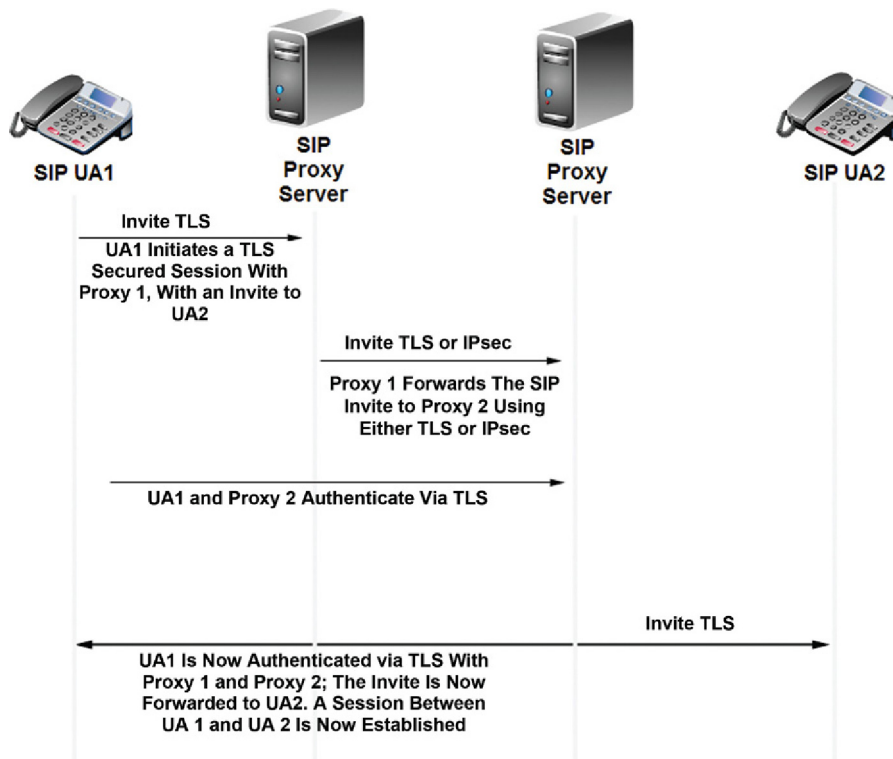 SIP UA1
SIP
Proxy
Server
SIP
Proxy
Server
SIP UA2
Invite TLS
UA1 Initiates a TLS
Secured Session With
Proxy 1, With an Invite to
UA2
Invite TLS or IPsec
Proxy 1 Forwards The SIP
Invite to Proxy 2 Using
Either TLS or IPsec
UA1 and Proxy 2 Authenticate Via TLS
Invite TLS
UA1 Is Now Authenticated via TLS With
Proxy 1 and Proxy 2; The Invite Is Now
Forwarded to UA2. A Session Between
UA 1 and UA 2 Is Now Established